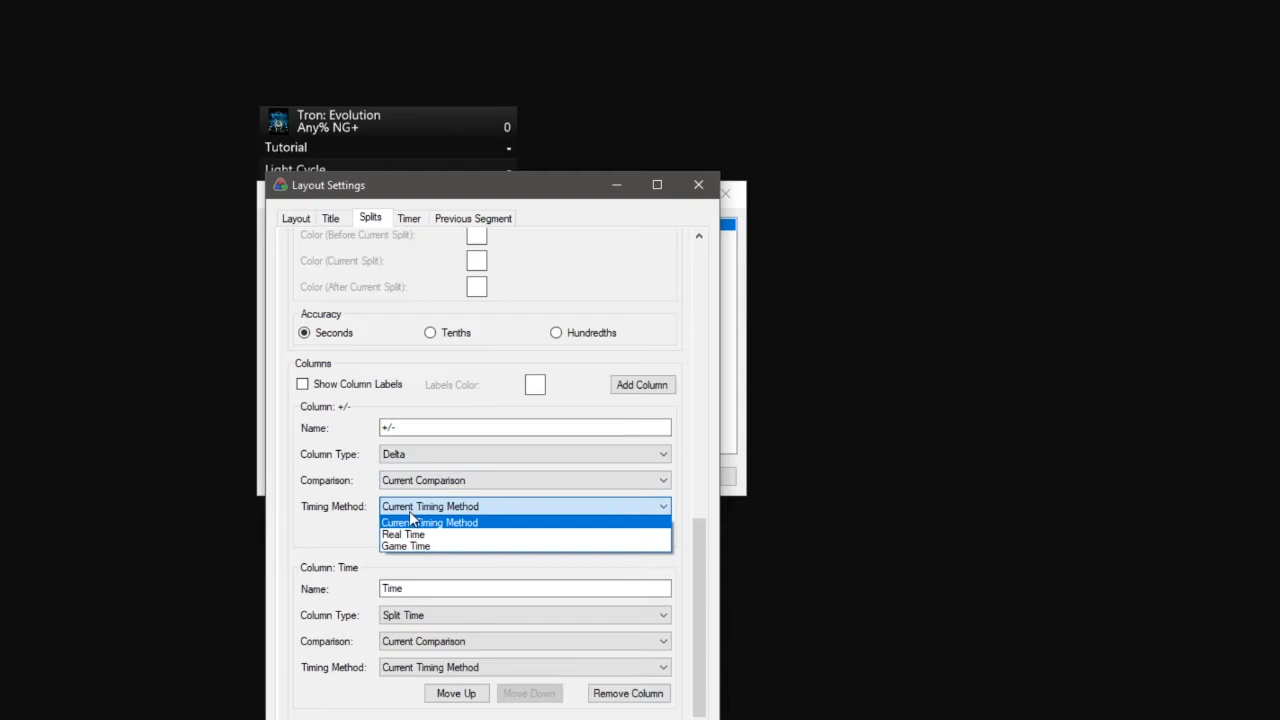 Tron: Evolution
Any% NG+
0
Tutorial -
Light Cycle
Layout Settings
Layout Title Splits Timer Previous Segment
Color (Before Current Split):
Color (Current Split):
Color (After Current Split):
Accuracy
Seconds Tenths Hundredths
Columns
Show Column Labels Labels Color: Add Column
Column: +/-
Name: +/-
Column Type: Delta
Comparison: Current Comparison
Timing Method: Current Timing Method
Current Timing Method
Real Time
Game Time
Column: Time
Name: Time
Column Type: Split Time
Comparison: Current Comparison
Timing Method: Current Timing Method
Move Up Move Down Remove Column